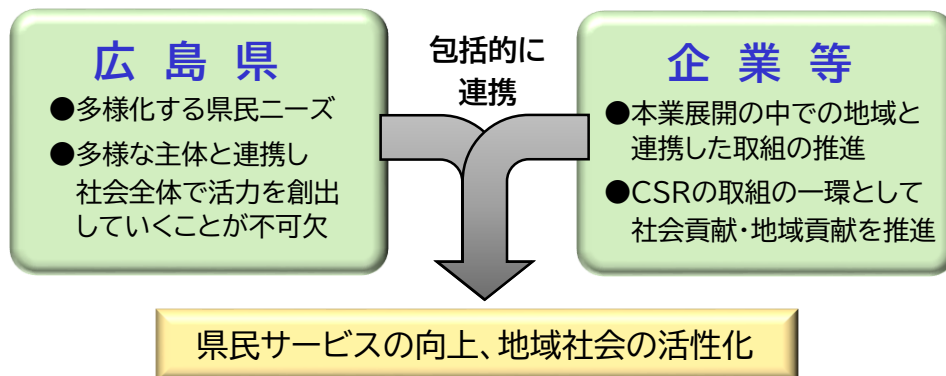 広島県
●多様化する県民ニーズ
●多様な主体と連携し
社会全体で活力を創出
していくことが不可欠
包括的に
連携
企業等
●本業展開の中での地域と
連携した取組の推進
●CSRの取組の一環として
社会貢献・地域貢献を推進
県民サービスの向上、地域社会の活性化